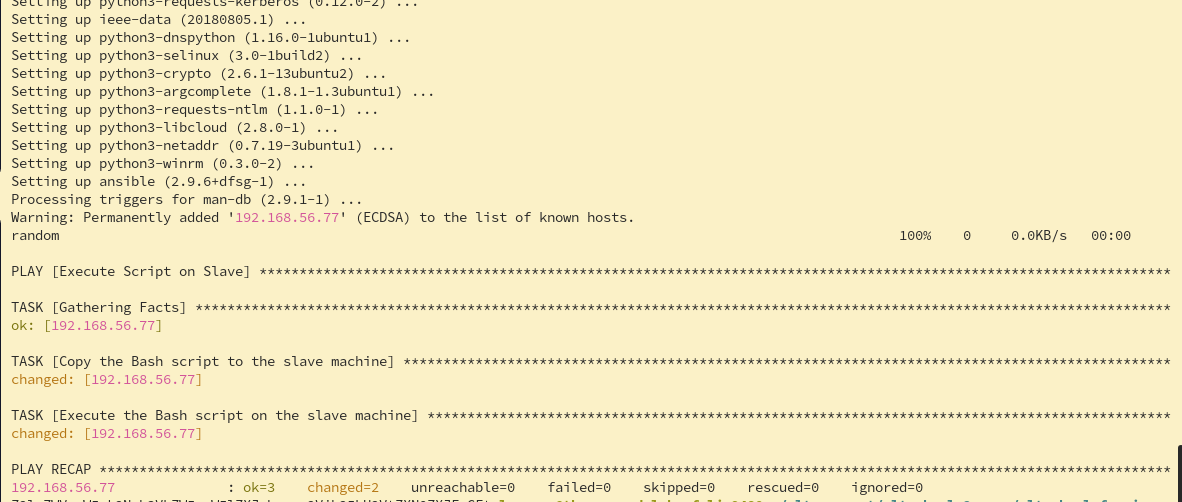 Setting up python3-requests-kerberos (0.12.0-2) ...
Setting up ieee-data (20180805.1) ...
Setting up python3-dnspython (1.16.0-1ubuntu1) ...
Setting up python3-selinux (3.0-1build2) ...
Setting up python3-crypto (2.6.1-13ubuntu2) ...
Setting up python3-argcomplete (1.8.1-1.3ubuntu1) ...
Setting up python3-requests-ntlm (1.1.0-1) ...
Setting up python3-libcloud (2.8.0-1) ...
Setting up python3-netaddr (0.7.19-3ubuntu1) ...
Setting up python3-winrm (0.3.0-2) ...
Setting up ansible (2.9.6+dfsg-1) ...
Processing triggers for man-db (2.9.1-1) ...
Warning: Permanently added '192.168.56.77' (ECDSA) to the list of known hosts.
random 100% 0 0.0KB/s 00:00
PLAY [Execute Script on Slave] ******************************************************************************************************************
TASK [Gathering Facts] **************************************************************************************************************************
ok: [192.168.56.77]
TASK [Copy the Bash script to the slave machine] ************************************************************************************************
changed: [192.168.56.77]
TASK [Execute the Bash script on the slave machine] *********************************************************************************************
changed: [192.168.56.77]
PLAY RECAP **************************************************************************************************************************************
192.168.56.77 : ok=3 changed=2 unreachable=0 failed=0 skipped=0 rescued=0 ignored=0